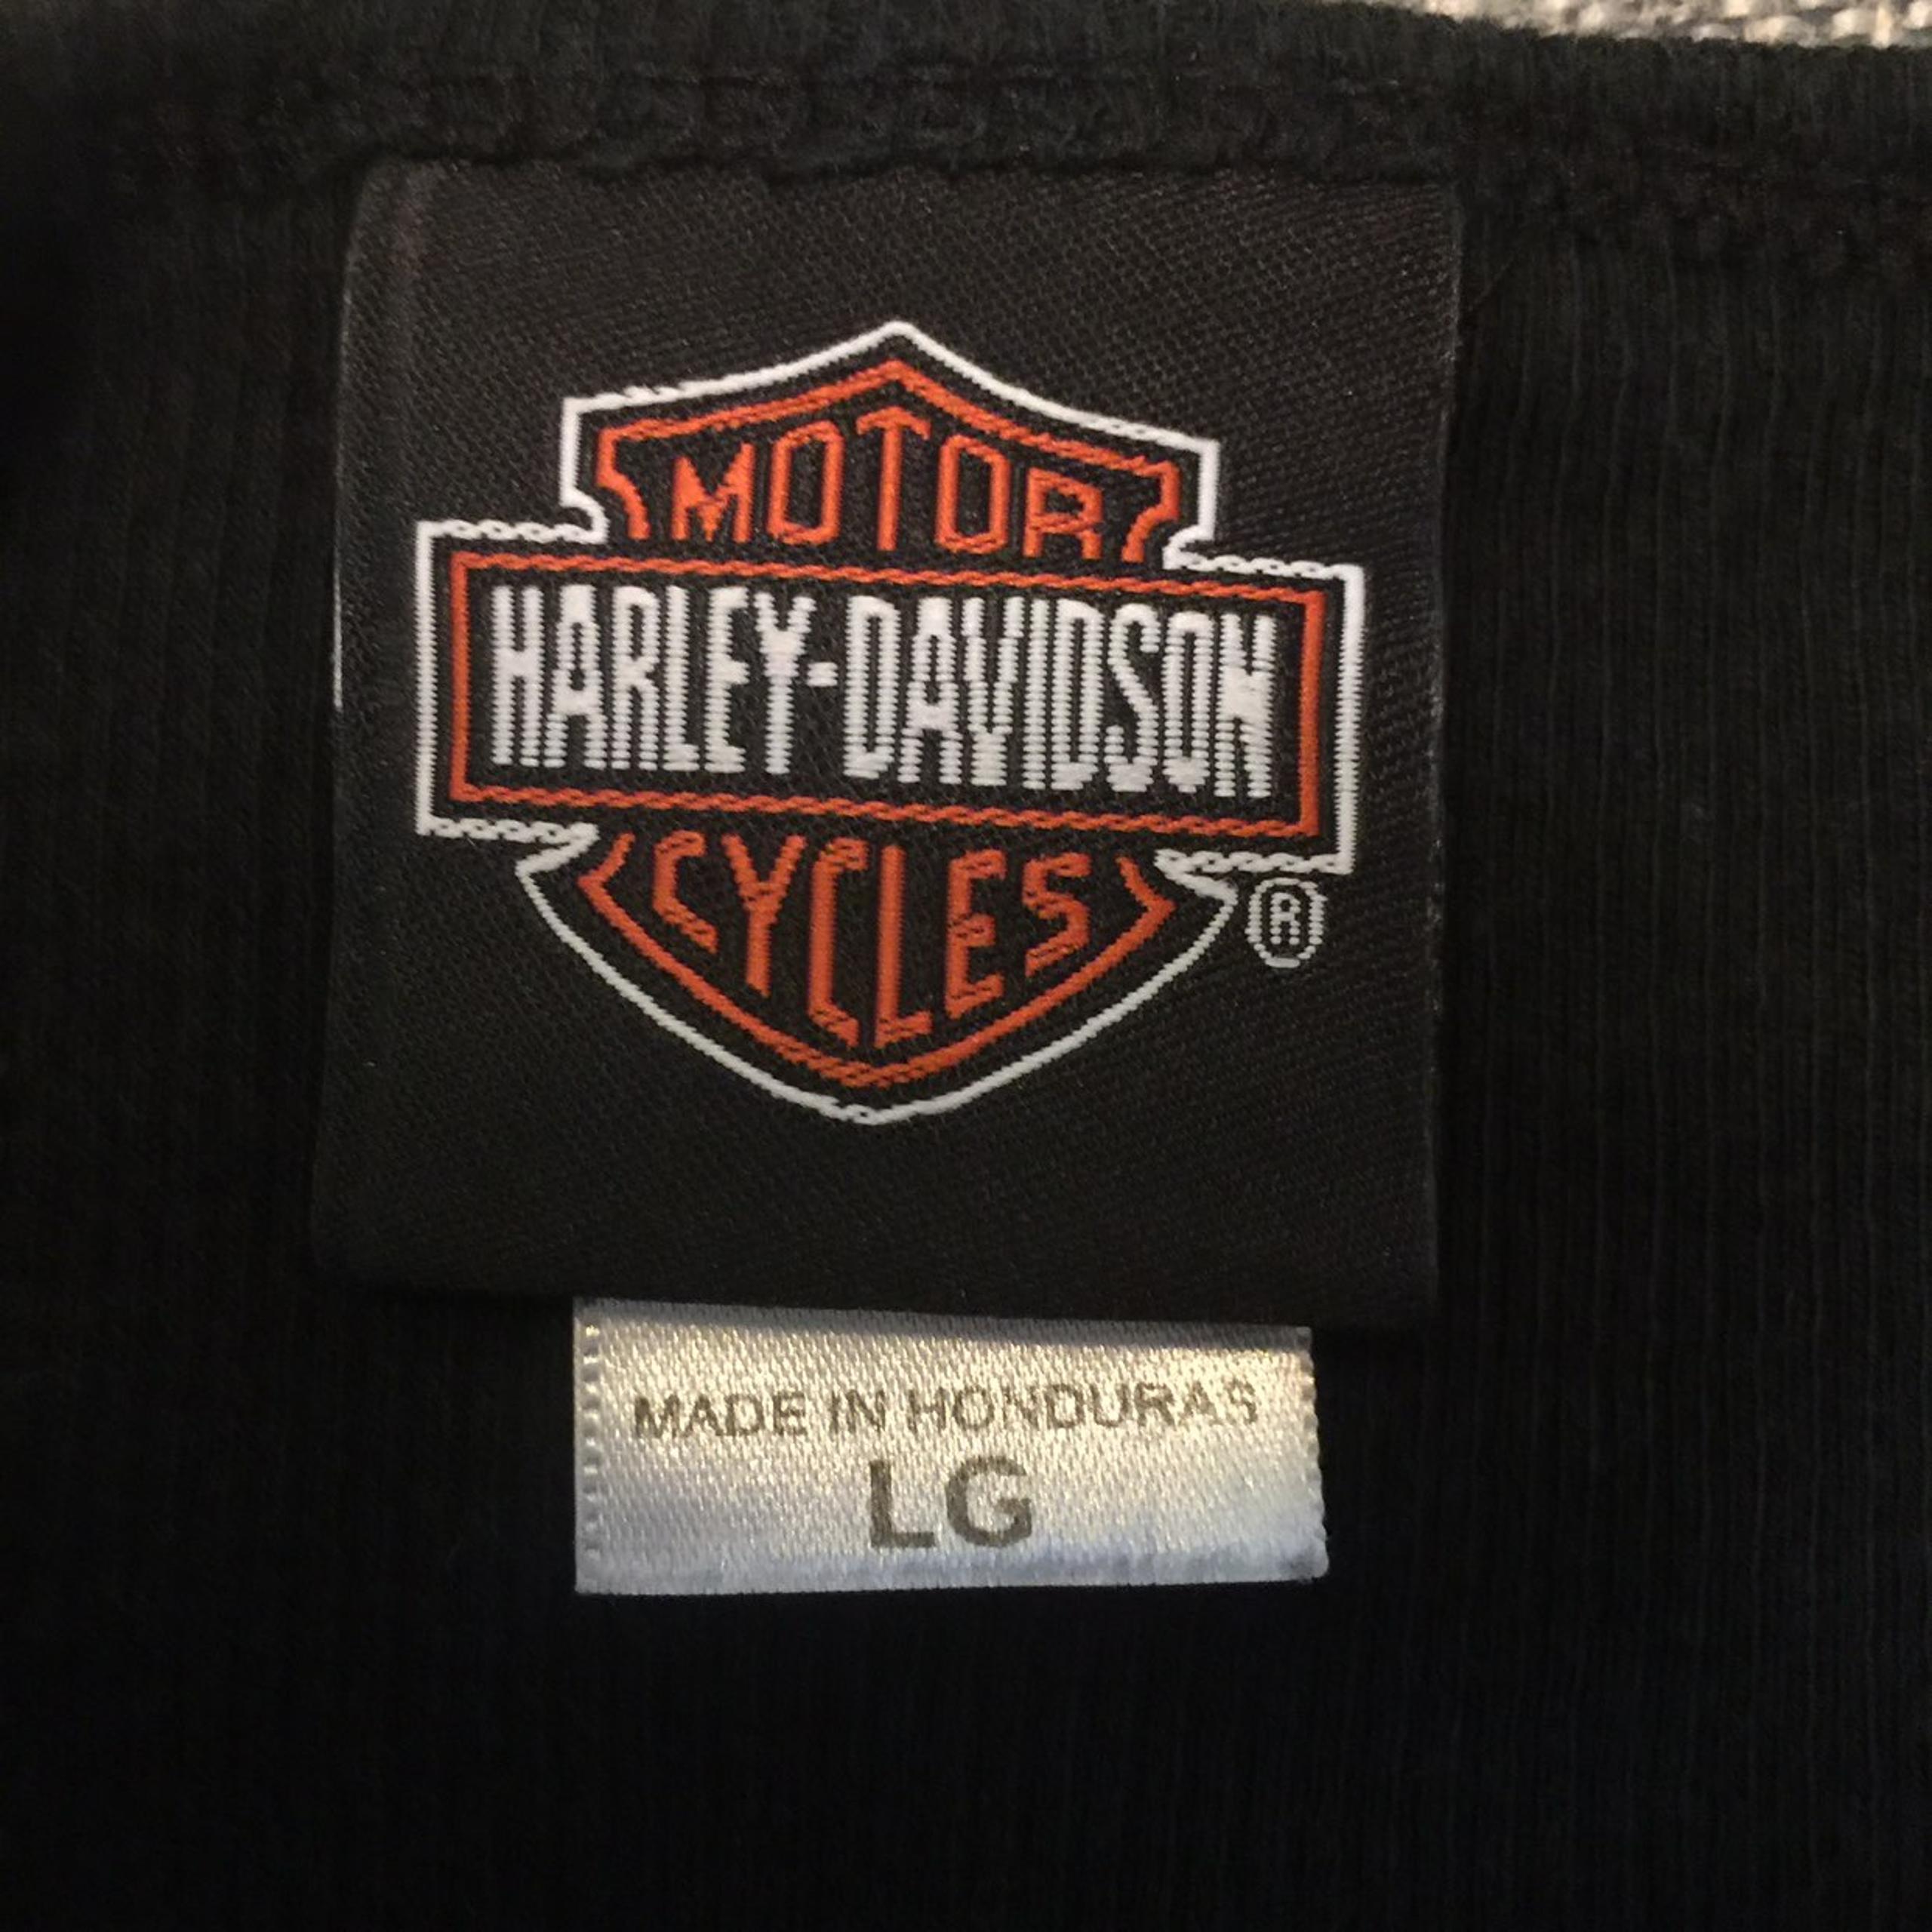 MOTOR
HARLEY-DAVIDSON
CYCLES
®
MADE IN HONDURAS
LG